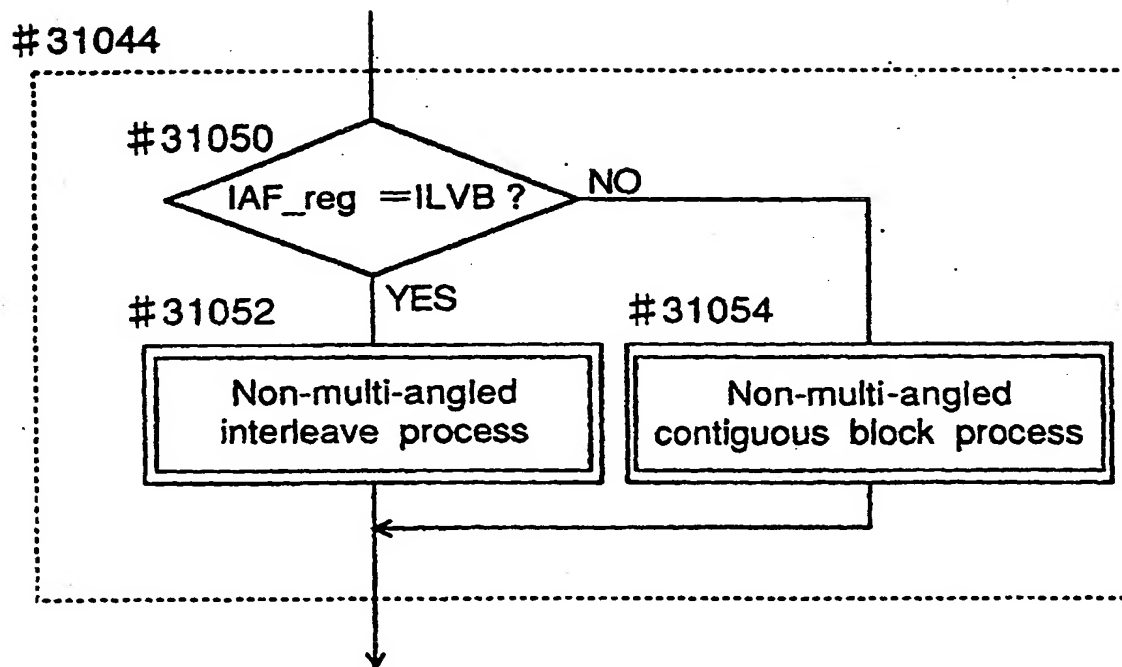 #31044
#31050
IAF_reg =ILVB ?
NO
YES
#31052
#31054
Non-multi-angled
interleave process
Non-multi-angled
contiguous block process